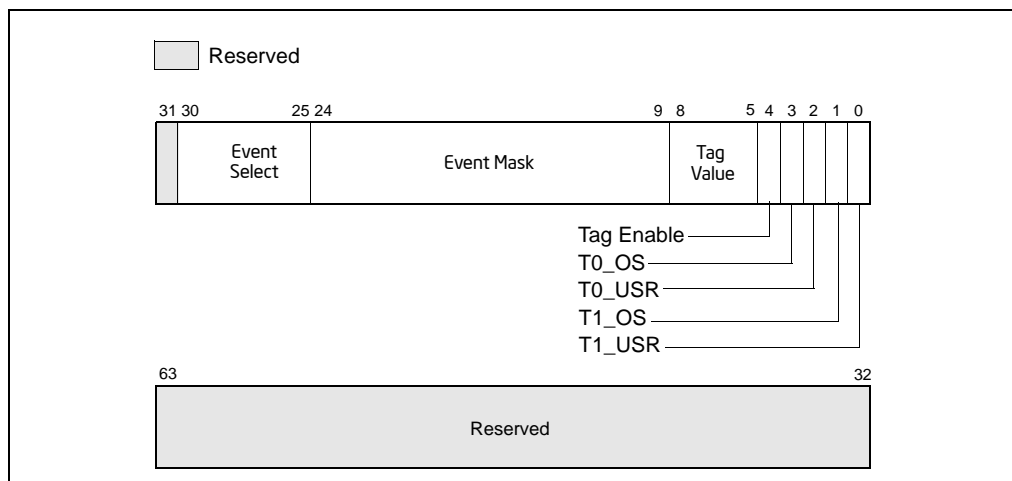 Reserved
31 30 25 24 9 8 5 4 3 2 1 0
Event Select Event Mask Tag Value
Tag Enable
T0_OS
T0_USR
T1_OS
T1_USR
63 32
Reserved